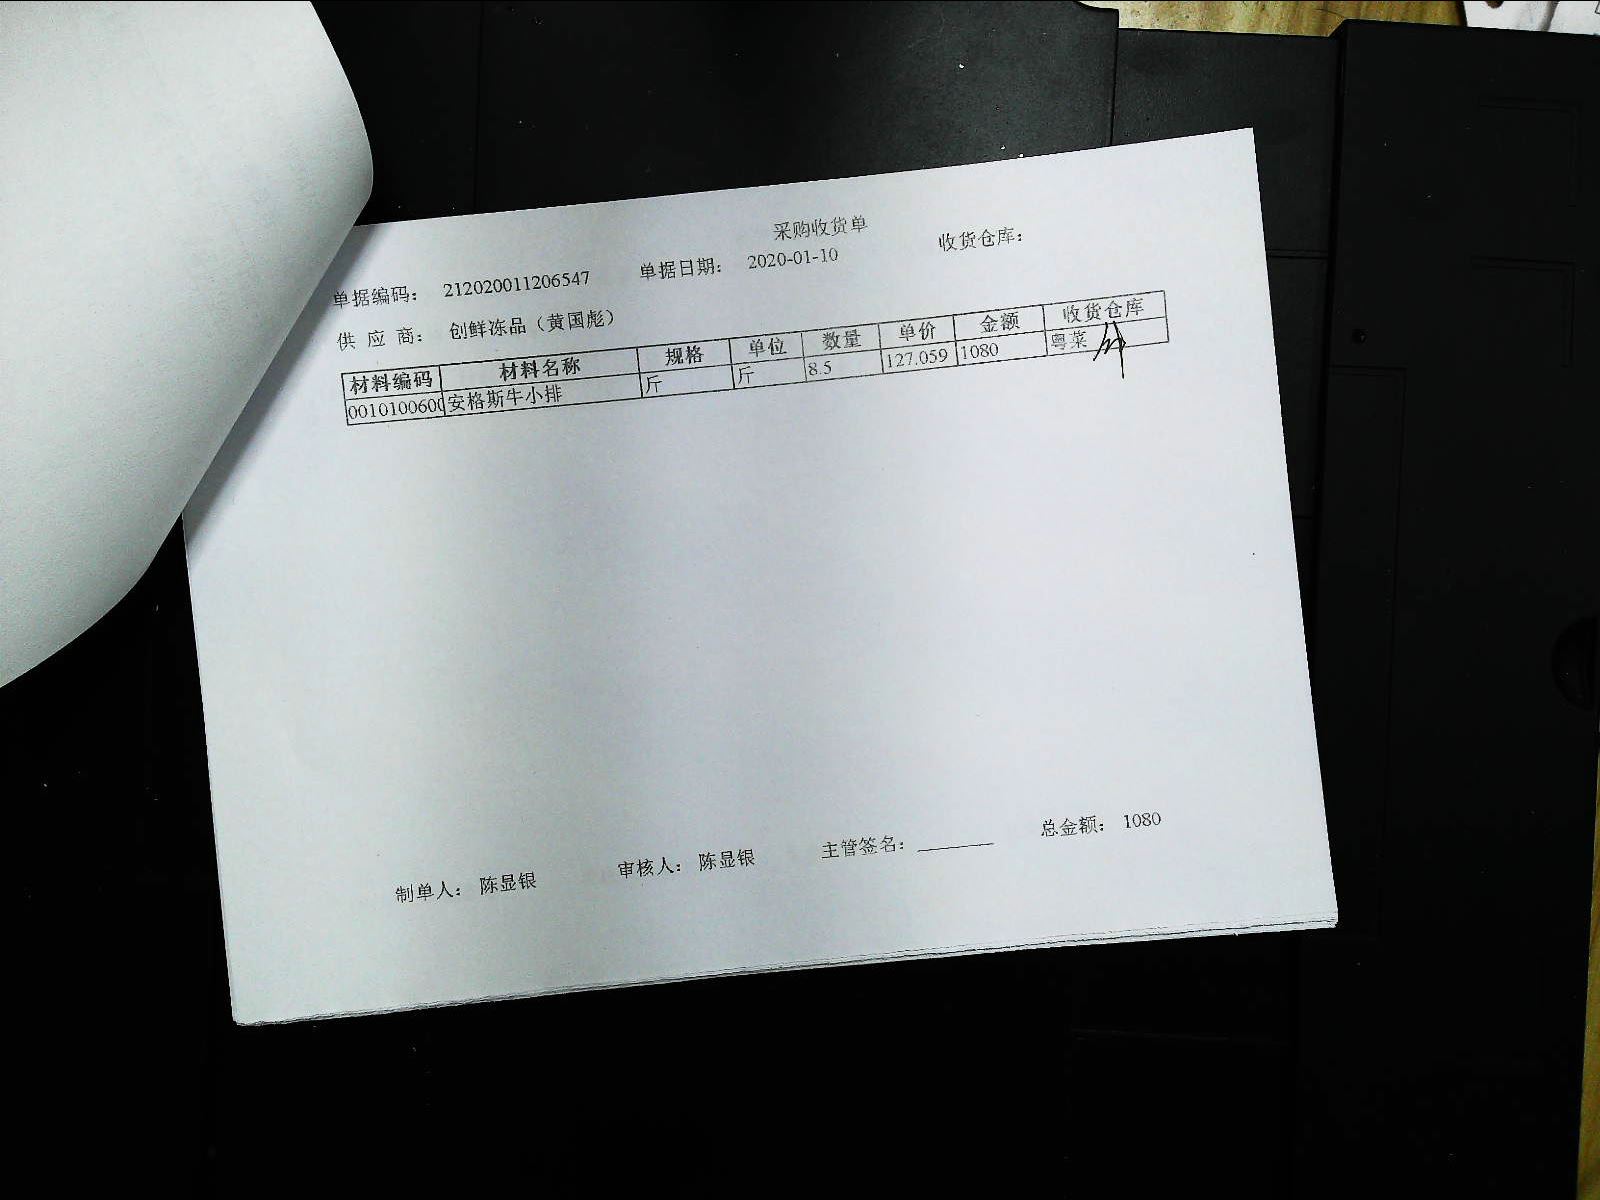 采购收货单
单据编码： 212020011206547 单据日期： 2020-01-10 收货仓库：
供 应 商： 创鲜冻品（黄国彪）
材料编码 材料名称 规格 单位 数量 单价 金额 收货仓库
0010100600 安格斯牛小排 斤 斤 8.5 127.059 1080 粤菜
制单人： 陈显银 审核人： 陈显银 主管签名： 总金额： 1080